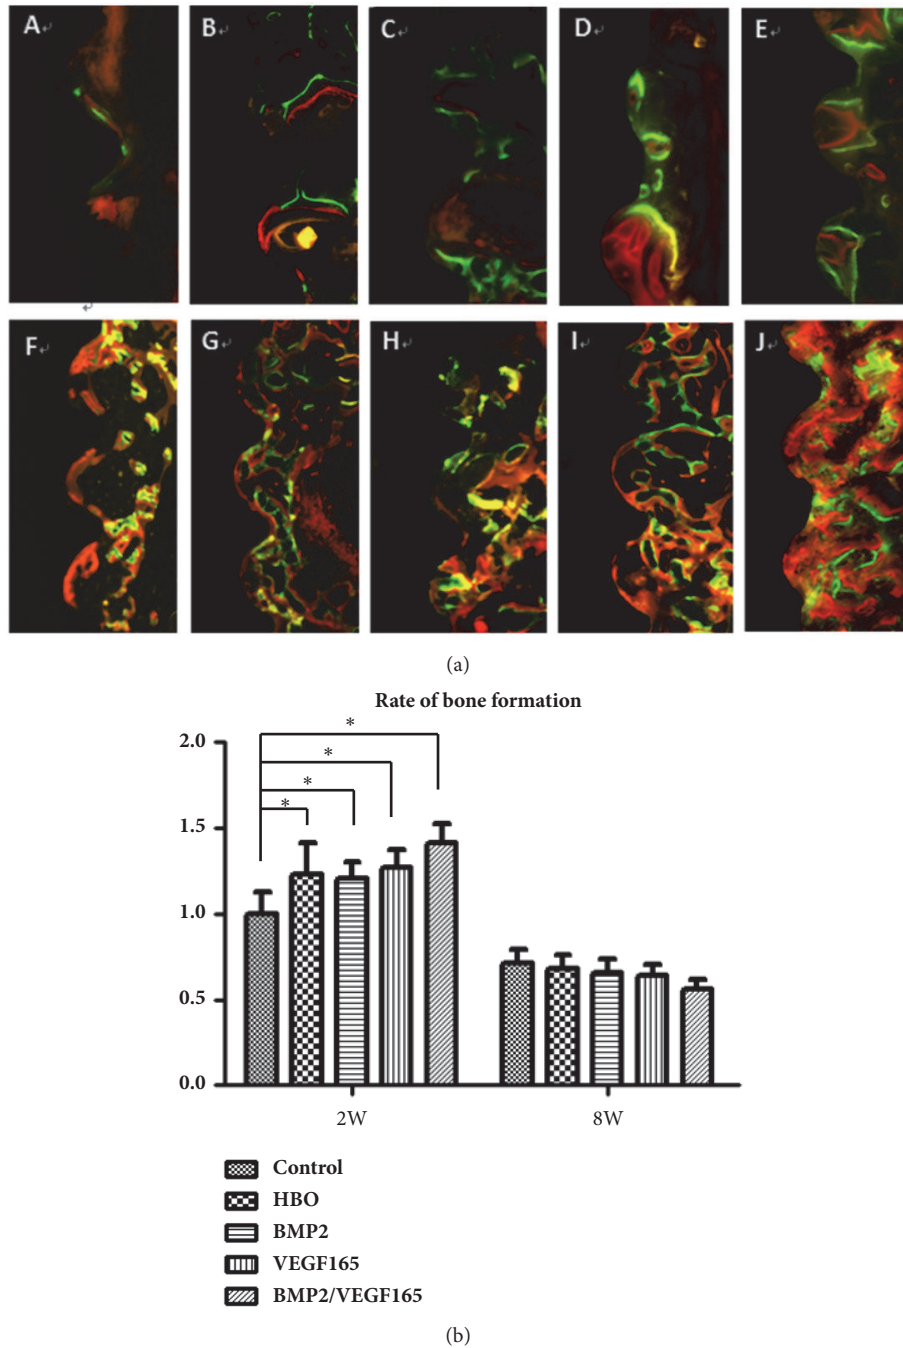 A↵ B↵ C↵ D↵ E↵
↵
F↵ G↵ H↵ I↵ J↵
(a)
Rate of bone formation
*
*
*
*
2.0
1.5
1.0
0.5
0.0
2W 8W
Control
HBO
BMP2
VEGF165
BMP2/VEGF165
(b)